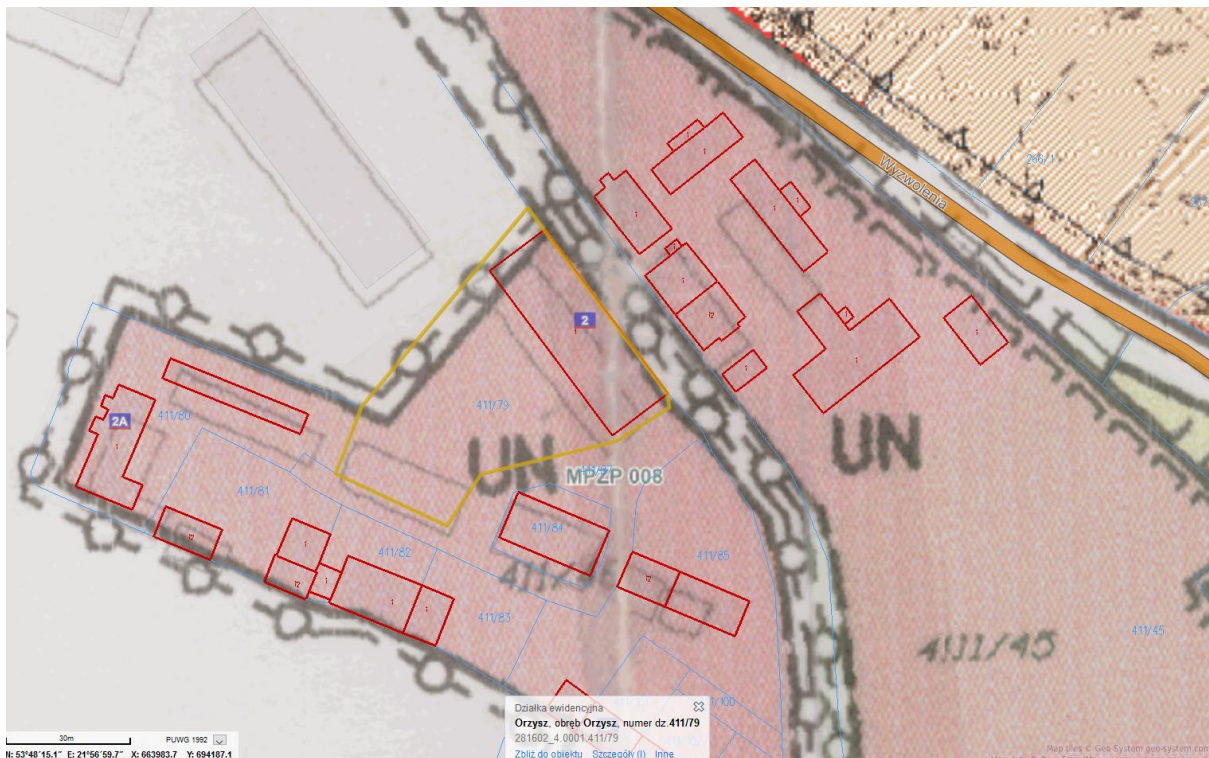 Wyzwolenia
266/1
2
411/79
2A
411/80
UN
UN
MPZP 008
411/81
411/84
411/82
411/85
411/83
411/45
411/45
Działka ewidencyjna
Orzysz, obręb Orzysz, numer dz. 411/79
281602_4.0001.411/79
Zbliż do obiektu Szczegóły (I) Inne
30m
PUWG 1992
N: 53°48'15.1" E: 21°56'59.7" X: 663983.7 Y: 694187.1
Map tiles © Geo-System geo-system.com